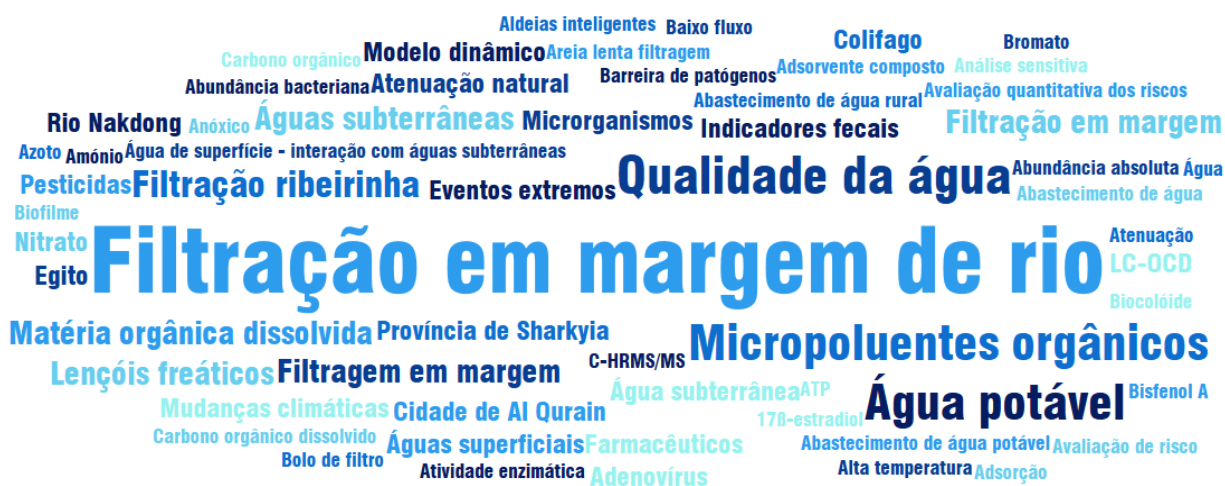 Aldeias inteligentes
Baixo fluxo
Colifago
Bromato
Carbono orgânico
Modelo dinâmico
Areia lenta filtragem
Barreira de patógenos
Adsorvente composto
Análise sensitiva
Abundância bacteriana
Atenuação natural
Abastecimento de água rural
Avaliação quantitativa dos riscos
Rio Nakdong
Anóxico
Águas subterrâneas
Microrganismos
Indicadores fecais
Filtração em margem
Azoto
Amónio
Água de superfície - interação com águas subterrâneas
Qualidade da água
Abundância absoluta
Água
Pesticidas
Filtração ribeirinha
Eventos extremos
Abastecimento de água
Biofilme
Nitrato
Filtração em margem de rio
Atenuação
Egito
LC-OCD
Biocolóide
Matéria orgânica dissolvida
Província de Sharkyia
C-HRMS/MS
Micropoluentes orgânicos
Lençóis freáticos
Filtragem em margem
Água subterrânea
ATP
Água potável
Bisfenol A
Mudanças climáticas
Cidade de Al Qurain
17ß-estradiol
Carbono orgânico dissolvido
Águas superficiais
Farmacêuticos
Abastecimento de água potável
Avaliação de risco
Bolo de filtro
Atividade enzimática
Adenovírus
Alta temperatura
Adsorção